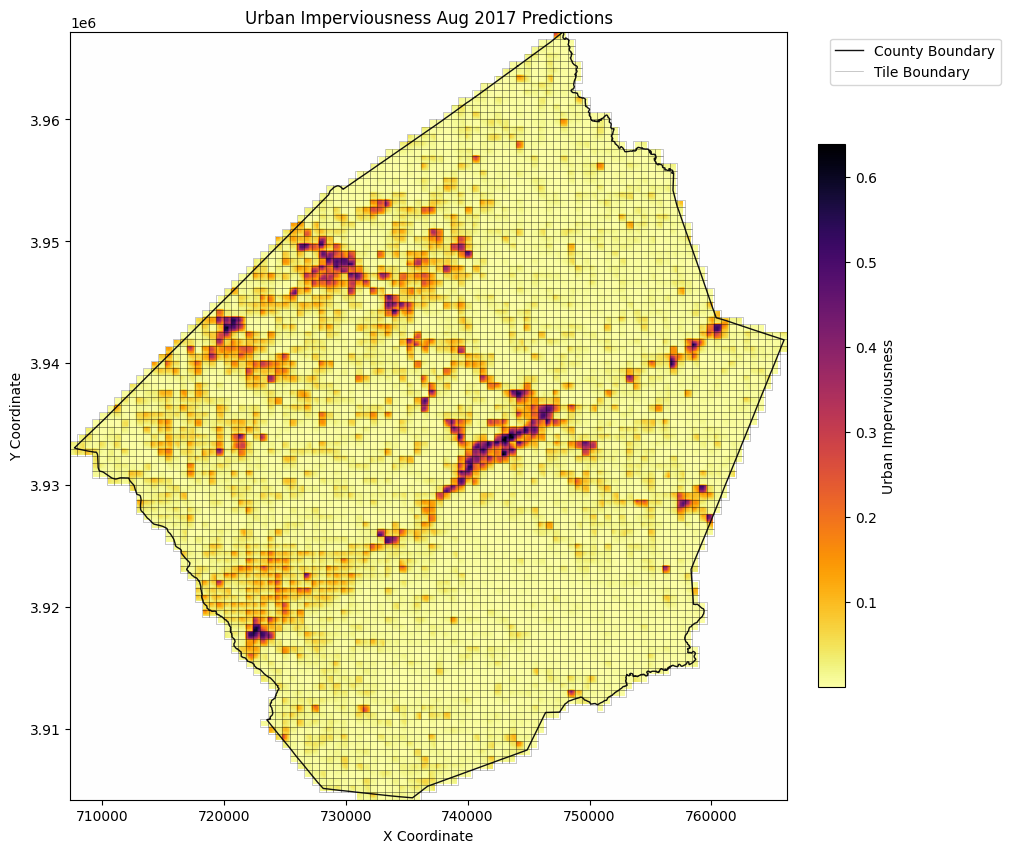 Urban Imperviousness Aug 2017 Predictions
1e6
County Boundary
Tile Boundary
3.96
3.95
3.94
3.93
3.92
3.91
Y Coordinate
710000
720000
730000
740000
750000
760000
X Coordinate
0.6
0.5
0.4
0.3
0.2
0.1
Urban Imperviousness